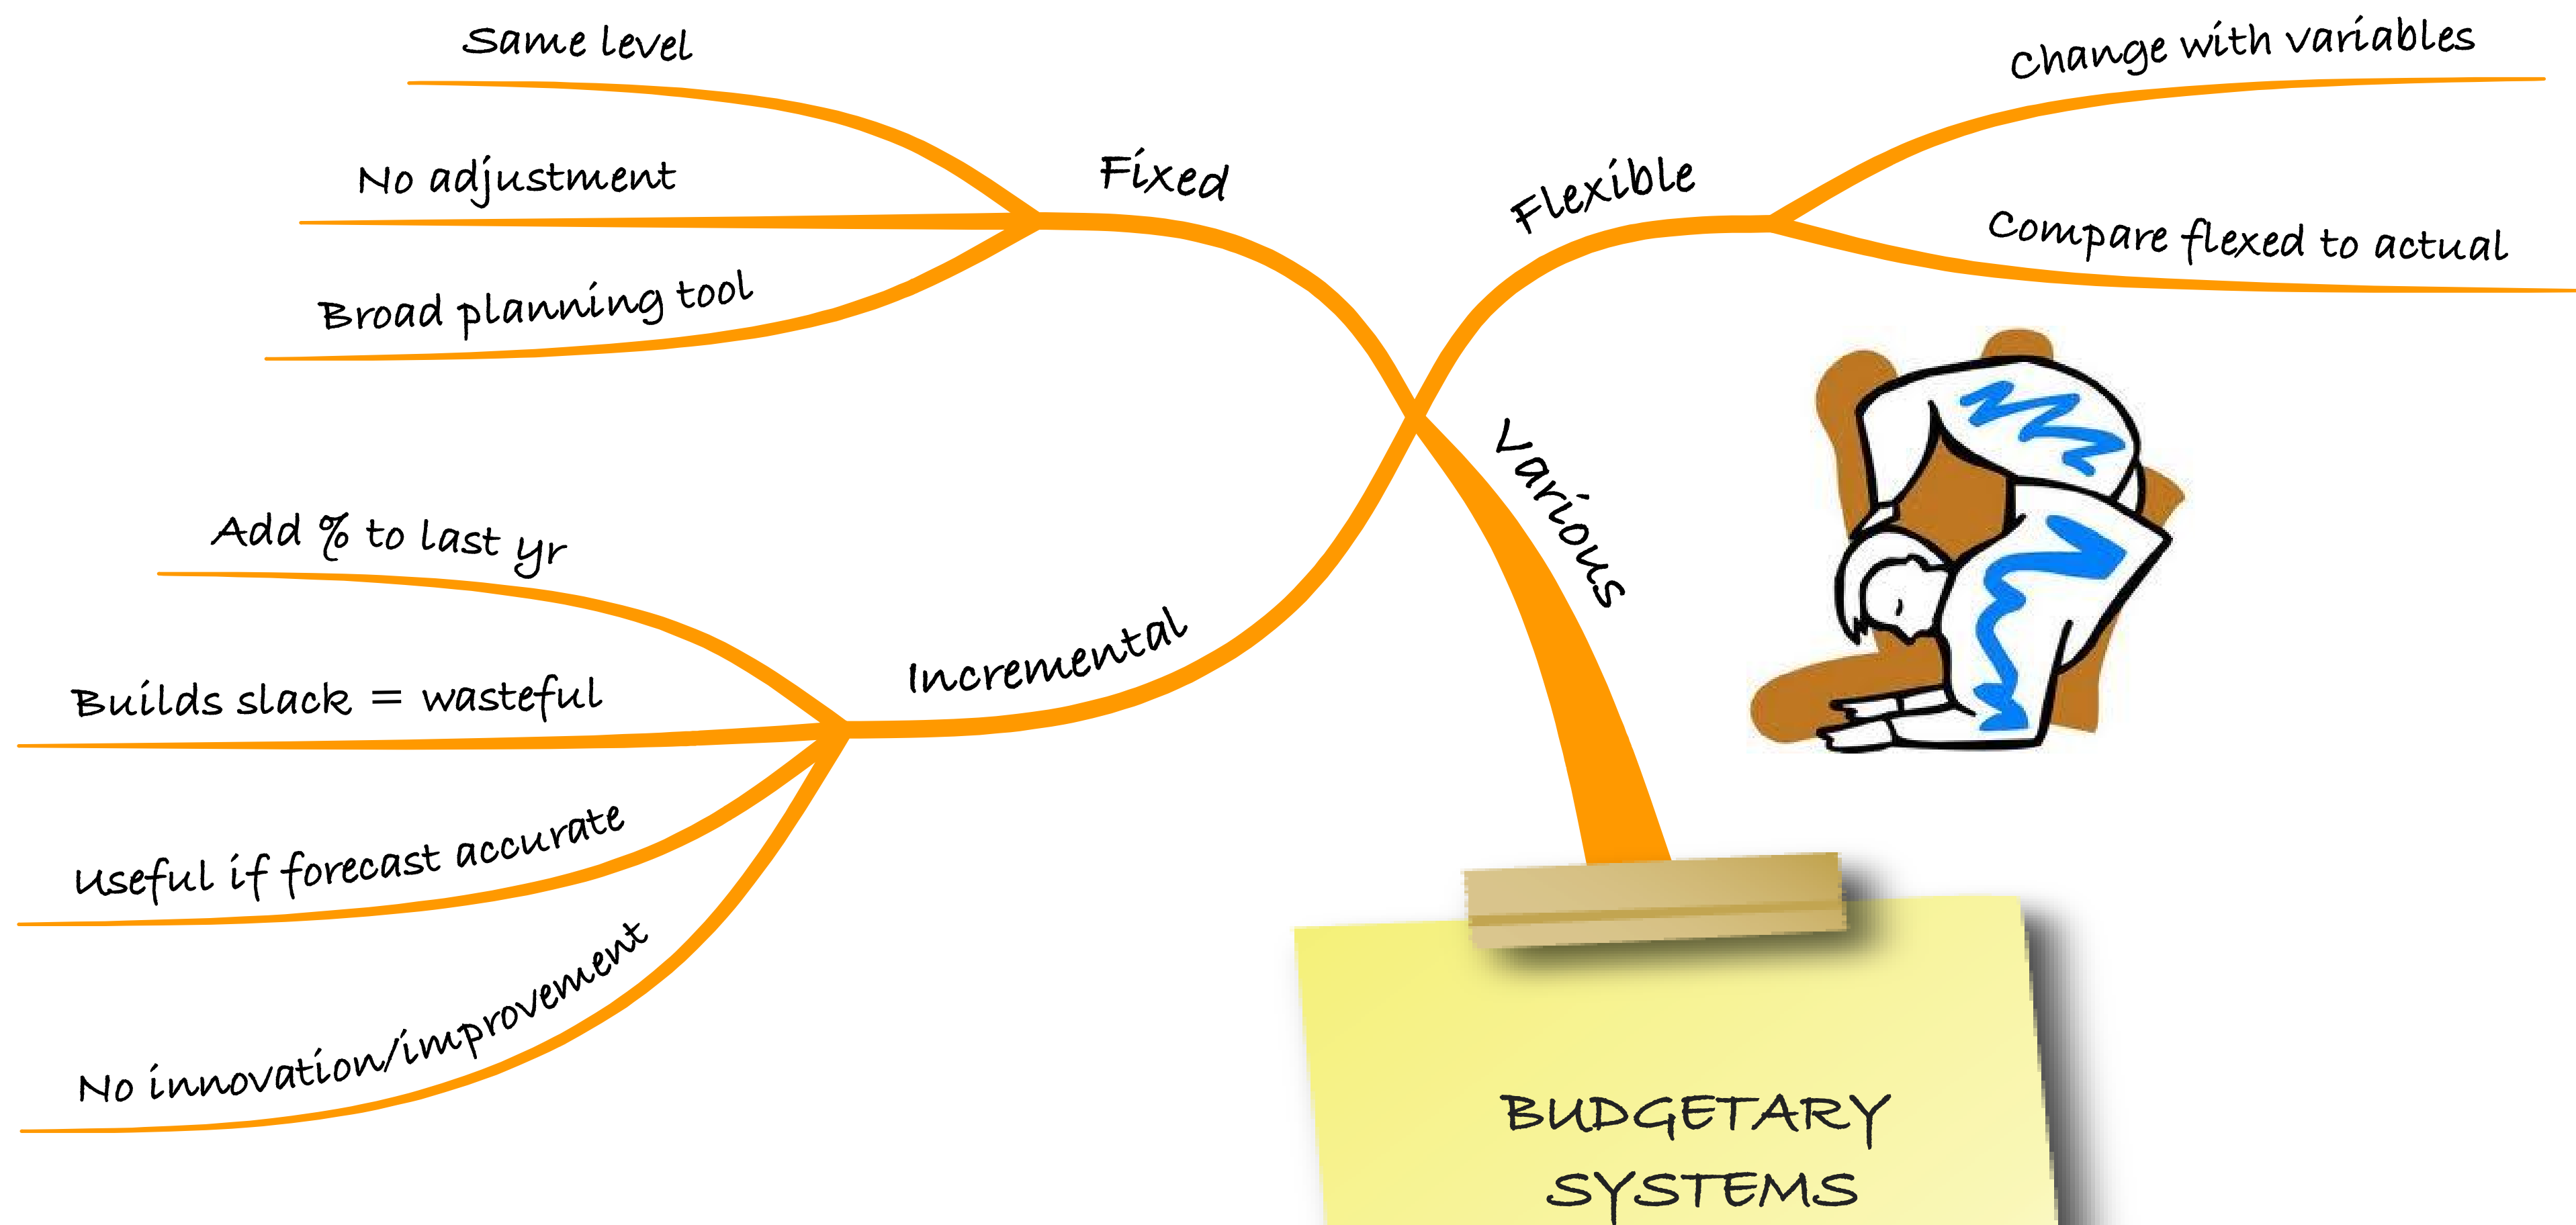 Same level
No adjustment
Broad planning tool
Fixed
Flexible
Change with variables
Compare flexed to actual
Various
Incremental
Add % to last yr
Builds slack = wasteful
Useful if forecast accurate
No innovation/improvement
BUDGETARY
SYSTEMS